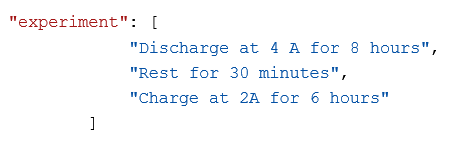 "experiment": [
"Discharge at 4 A for 8 hours",
"Rest for 30 minutes",
"Charge at 2A for 6 hours"
]